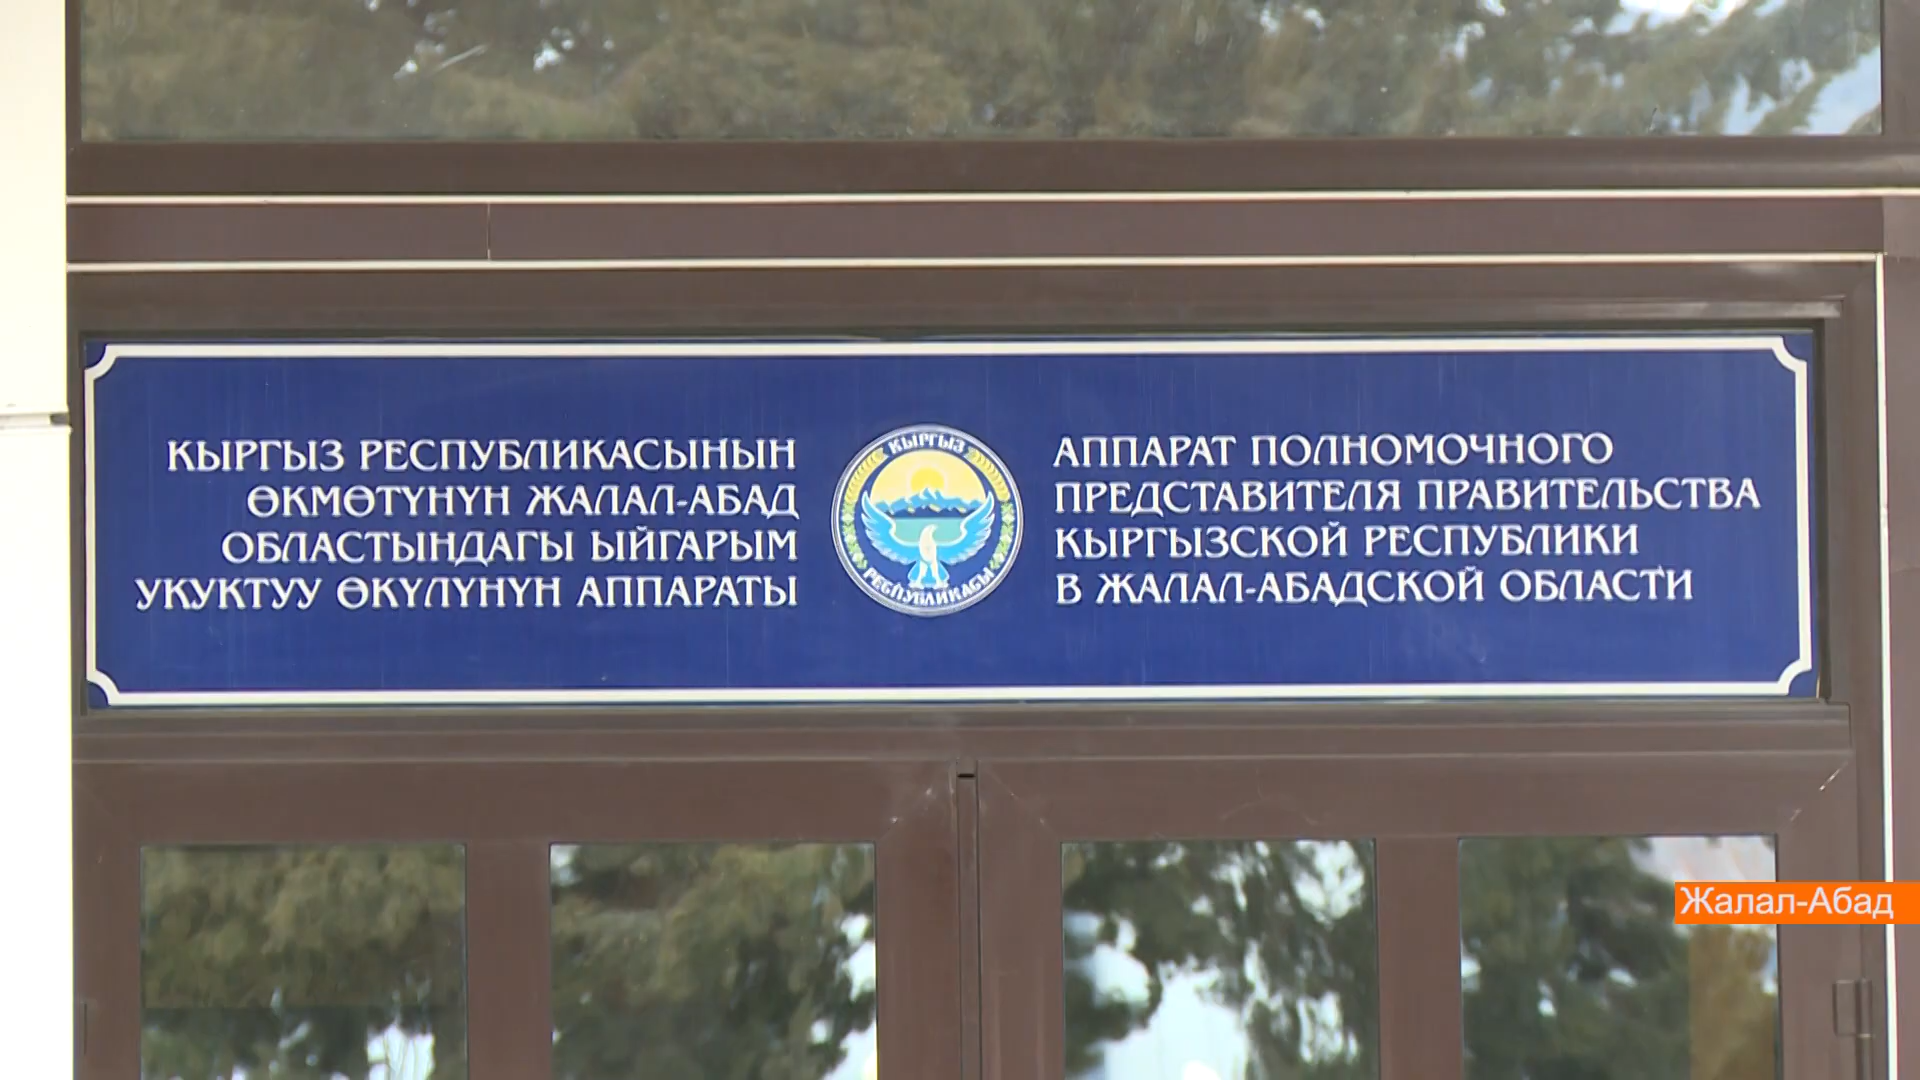 КЫРГЫЗ РЕСПУБЛИКАСЫНЫН
ӨКМӨТҮНҮН ЖАЛАЛ-АБАД
ОБЛАСТЫНДАГЫ ЫЙГАРЫМ
УКУКТУУ ӨКҮЛҮНҮН АППАРАТЫ
КЫРГЫЗ
РЕСПУБЛИКАСЫ
АППАРАТ ПОЛНОМОЧНОГО
ПРЕДСТАВИТЕЛЯ ПРАВИТЕЛЬСТВА
КЫРГЫЗСКОЙ РЕСПУБЛИКИ
В ЖАЛАЛ-АБАДСКОЙ ОБЛАСТИ
Жалал-Абад